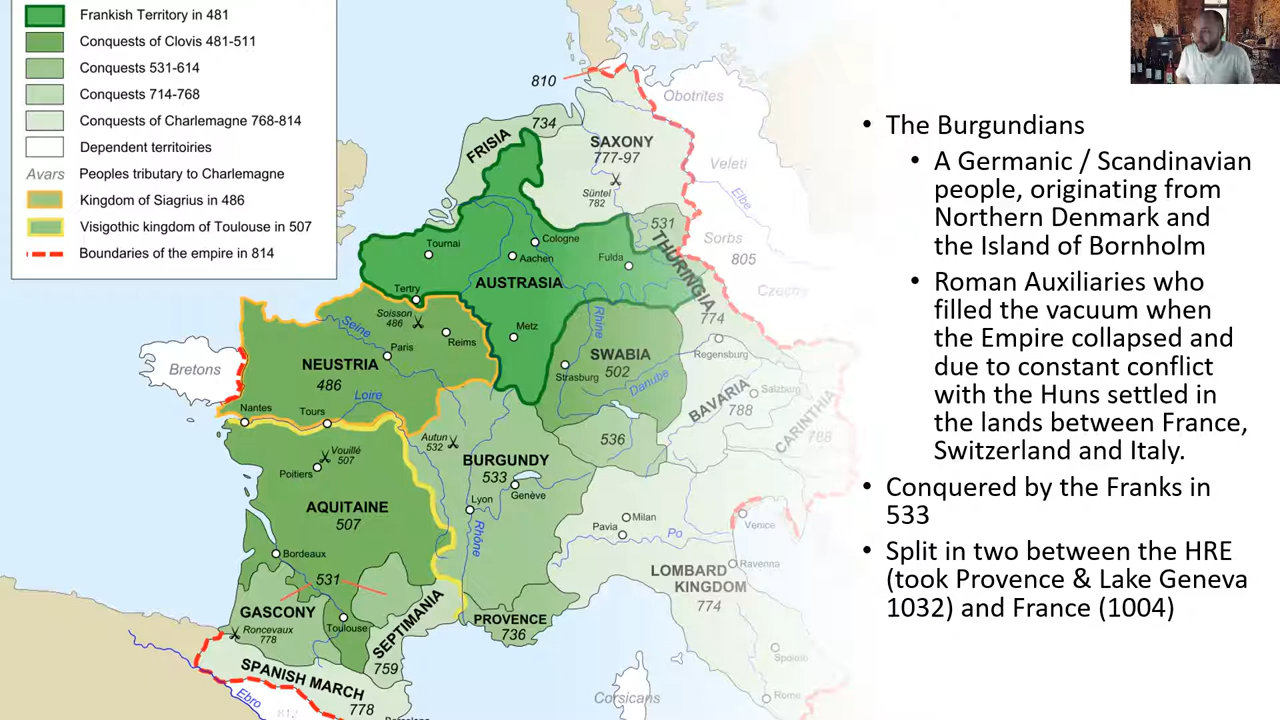 Frankish Territory in 481
Conquests of Clovis 481-511
Conquests 531-614
Conquests 714-768
Conquests of Charlemagne 768-814
Dependent territoiries
Avars Peoples tributary to Charlemagne
Kingdom of Siagrius in 486
Visigothic kingdom of Toulouse in 507
Boundaries of the empire in 814
810
Obotrites
734
FRISIA
SAXONY
777-97
Veleti
Süntel
782
Elbe
531
Sorbs
805
Tournai
Cologne
Aachen
Fulda
THURINGIA
AUSTRASIA
Czechs
Tertry
Soisson
486
Seine
Reims
Metz
Rhine
774
Paris
NEUSTRIA
486
SWABIA
502
Strasburg
Regensburg
Bretons
Danube
BAVARIA
788
Salzburg
CARINTHIA
788
Loire
Nantes
Tours
Autun
532
536
Vouillé
507
Poitiers
BURGUNDY
533
Lyon
Genève
AQUITAINE
507
Rhône
Milan
Pavia
Po
Venice
Bordeaux
531
LOMBARD
KINGDOM
774
Ravenna
GASCONY
Roncevaux
778
Toulouse
SEPTIMANIA
759
PROVENCE
736
SPANISH MARCH
778
Spoleto
Ebro
812
Corsicans
Rome
• The Burgundians
• A Germanic / Scandinavian
people, originating from
Northern Denmark and
the Island of Bornholm
• Roman Auxiliaries who
filled the vacuum when
the Empire collapsed and
due to constant conflict
with the Huns settled in
the lands between France,
Switzerland and Italy.
• Conquered by the Franks in
533
• Split in two between the HRE
(took Provence & Lake Geneva
1032) and France (1004)